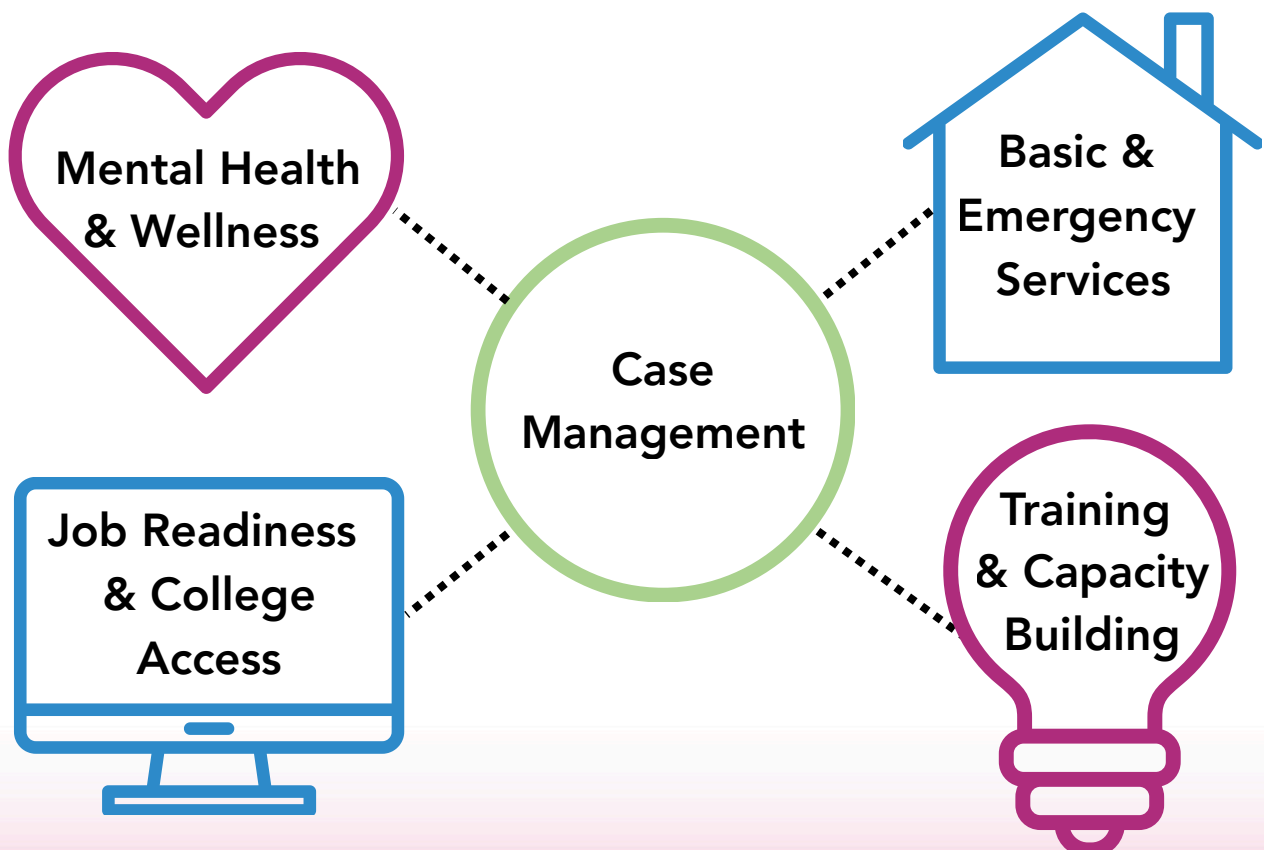 Mental Health
& Wellness
Basic &
Emergency
Services
Case
Management
Job Readiness
& College
Access
Training
& Capacity
Building